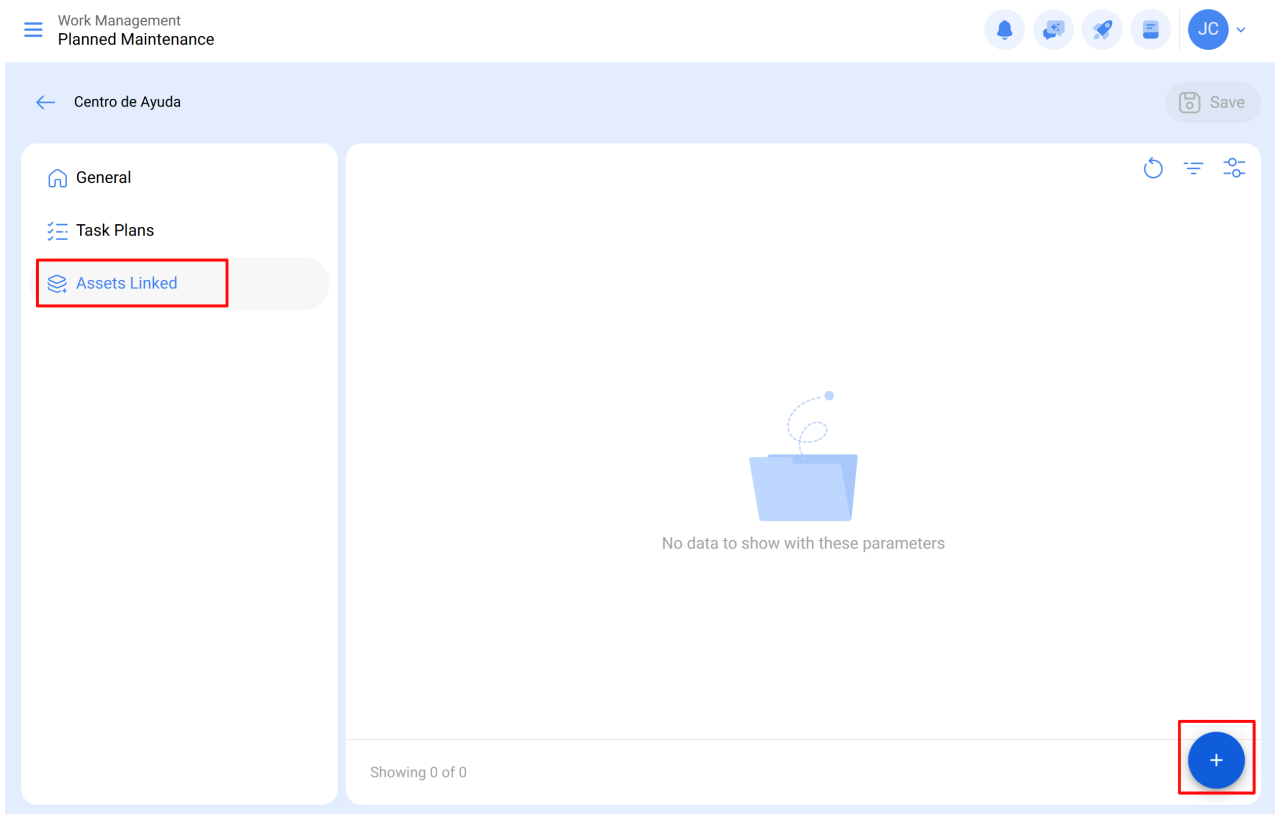 Work Management
Planned Maintenance
JC
Centro de Ayuda
Save
General
Task Plans
Assets Linked
No data to show with these parameters
Showing 0 of 0
+